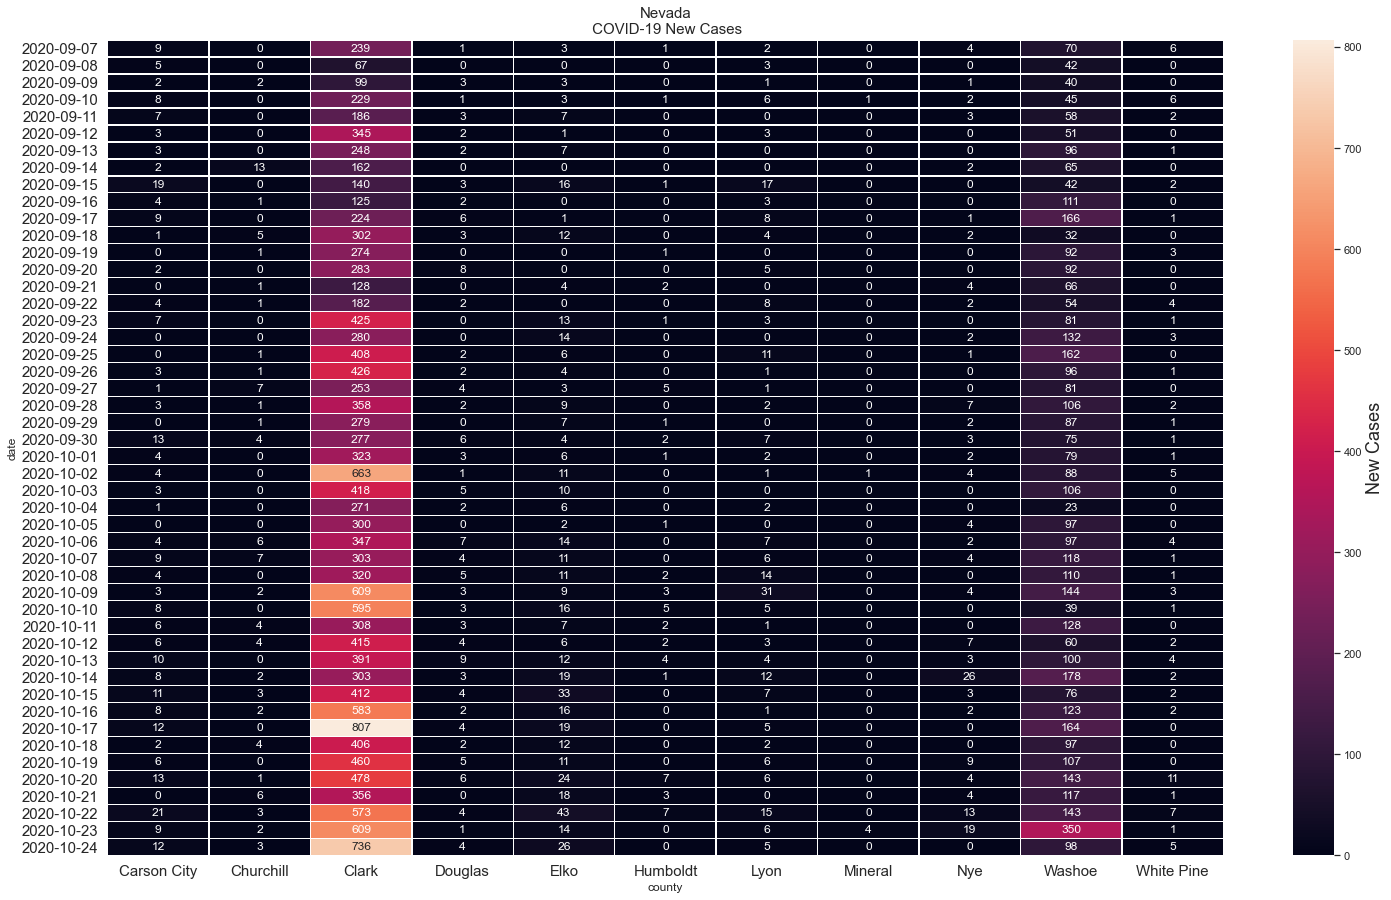 Nevada
COVID-19 New Cases
2020-09-07 9 0 239 1 3 1 2 0 4 70 6
2020-09-08 5 0 67 0 0 0 3 0 0 42 0
2020-09-09 2 2 99 3 3 0 1 0 1 40 0
2020-09-10 8 0 229 1 3 1 6 1 2 45 6
2020-09-11 7 0 186 3 7 0 0 0 3 58 2
2020-09-12 3 0 345 2 1 0 3 0 0 51 0
2020-09-13 3 0 248 2 7 0 0 0 0 96 1
2020-09-14 2 13 162 0 0 0 0 0 2 65 0
2020-09-15 19 0 140 3 16 1 17 0 0 42 2
2020-09-16 4 1 125 2 0 0 3 0 0 111 0
2020-09-17 9 0 224 6 1 0 8 0 1 166 1
2020-09-18 1 5 302 3 12 0 4 0 2 32 0
2020-09-19 0 1 274 0 0 1 0 0 0 92 3
2020-09-20 2 0 283 8 0 0 5 0 0 92 0
2020-09-21 0 1 128 0 4 2 0 0 4 66 0
2020-09-22 4 1 182 2 0 0 8 0 2 54 4
2020-09-23 7 0 425 0 13 1 3 0 0 81 1
2020-09-24 0 0 280 0 14 0 0 0 2 132 3
2020-09-25 0 1 408 2 6 0 11 0 1 162 0
2020-09-26 3 1 426 2 4 0 1 0 0 96 1
2020-09-27 1 7 253 4 3 5 1 0 0 81 0
2020-09-28 3 1 358 2 9 0 2 0 7 106 2
2020-09-29 0 1 279 0 7 1 0 0 2 87 1
2020-09-30 13 4 277 6 4 2 7 0 3 75 1
2020-10-01 4 0 323 3 6 1 2 0 2 79 1
2020-10-02 4 0 663 1 11 0 1 1 4 88 5
2020-10-03 3 0 418 5 10 0 0 0 0 106 0
2020-10-04 1 0 271 2 6 0 2 0 0 23 0
2020-10-05 0 0 300 0 2 1 0 0 4 97 0
2020-10-06 4 6 347 7 14 0 7 0 2 97 4
2020-10-07 9 7 303 4 11 0 6 0 4 118 1
2020-10-08 4 0 320 5 11 2 14 0 0 110 1
2020-10-09 3 2 609 3 9 3 31 0 4 144 3
2020-10-10 8 0 595 3 16 5 5 0 0 39 1
2020-10-11 6 4 308 3 7 2 1 0 0 128 0
2020-10-12 6 4 415 4 6 2 3 0 7 60 2
2020-10-13 10 0 391 9 12 4 4 0 3 100 4
2020-10-14 8 2 303 3 19 1 12 0 26 178 2
2020-10-15 11 3 412 4 33 0 7 0 3 76 2
2020-10-16 8 2 583 2 16 0 1 0 2 123 2
2020-10-17 12 0 807 4 19 0 5 0 0 164 0
2020-10-18 2 4 406 2 12 0 2 0 0 97 0
2020-10-19 6 0 460 5 11 0 6 0 9 107 0
2020-10-20 13 1 478 6 24 7 6 0 4 143 11
2020-10-21 0 6 356 0 18 3 0 0 4 117 1
2020-10-22 21 3 573 4 43 7 15 0 13 143 7
2020-10-23 9 2 609 1 14 0 6 4 19 350 1
2020-10-24 12 3 736 4 26 0 5 0 0 98 5
Carson City Churchill Clark Douglas Elko Humboldt Lyon Mineral Nye Washoe White Pine
county
date
800
700
600
500
400
300
200
100
0
New Cases